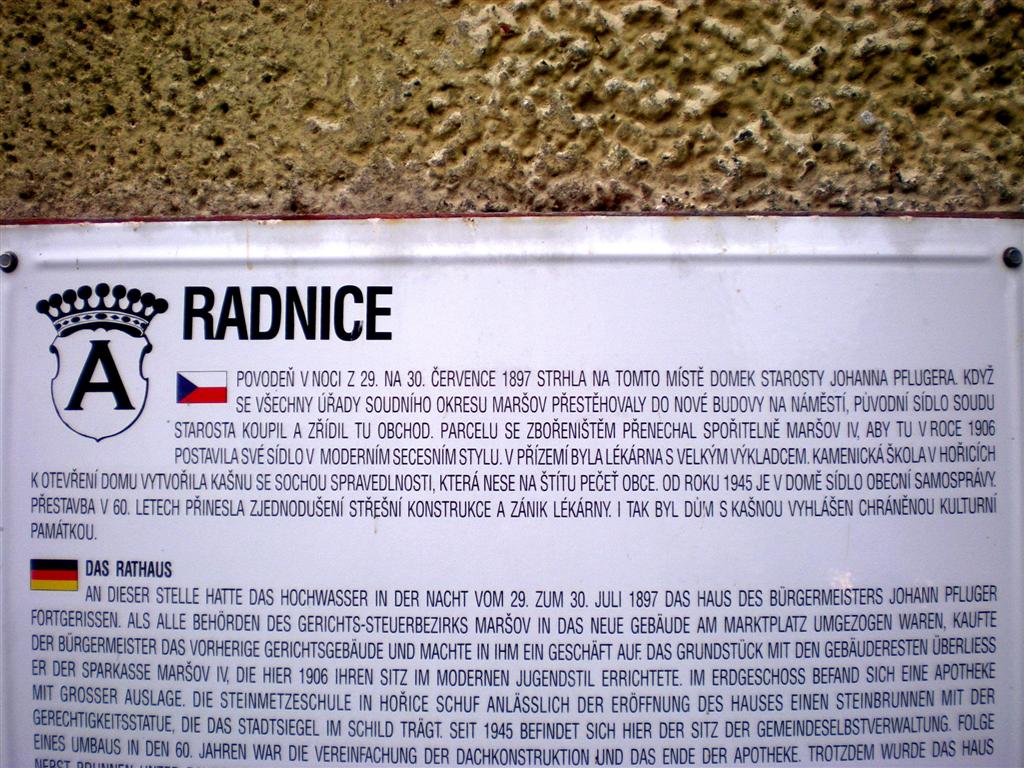 A
RADNICE
POVODEŇ V NOCI Z 29. NA 30. ČERVENCE 1897 STRHLA NA TOMTO MÍSTĚ DOMEK STAROSTY JOHANNA PFLUGERA. KDYŽ
SE VŠECHNY ÚŘADY SOUDNÍHO OKRESU MARŠOV PŘESTĚHOVALY DO NOVÉ BUDOVY NA NÁMĚSTÍ, PŮVODNÍ SÍDLO SOUDU
STAROSTA KOUPIL A ZŘÍDIL TU OBCHOD. PARCELU SE ZBOŘENIŠTĚM PŘENECHAL SPOŘITELNĚ MARŠOV IV, ABY TU V ROCE 1906
POSTAVILA SVÉ SÍDLO V MODERNÍM SECESNÍM STYLU. V PŘÍZEMÍ BYLA LÉKÁRNA S VELKÝM VÝKLADCEM. KAMENICKÁ ŠKOLA V HOŘICÍCH
K OTEVŘENÍ DOMU VYTVOŘILA KAŠNU SE SOCHOU SPRAVEDLNOSTI, KTERÁ NESE NA ŠTÍTU PEČEŤ OBCE. OD ROKU 1945 JE V DOMĚ SÍDLO OBECNÍ SAMOSPRÁVY.
PŘESTAVBA V 60. LETECH PŘINESLA ZJEDNODUŠENÍ STŘEŠNÍ KONSTRUKCE A ZÁNIK LÉKÁRNY. I TAK BYL DŮM S KAŠNOU VYHLÁŠEN CHRÁNĚNOU KULTURNÍ
PAMÁTKOU.
DAS RATHAUS
AN DIESER STELLE HATTE DAS HOCHWASSER IN DER NACHT VOM 29. ZUM 30. JULI 1897 DAS HAUS DES BÜRGERMEISTERS JOHANN PFLUGER
FORTGERISSEN. ALS ALLE BEHÖRDEN DES GERICHTS-STEUERBEZIRKS MARŠOV IN DAS NEUE GEBÄUDE AM MARKTPLATZ UMGEZOGEN WAREN, KAUFTE
DER BÜRGERMEISTER DAS VORHERIGE GERICHTSGEBÄUDE UND MACHTE IN IHM EIN GESCHÄFT AUF. DAS GRUNDSTÜCK MIT DEN GEBÄUDERESTEN ÜBERLIESS
ER DER SPARKASSE MARŠOV IV, DIE HIER 1906 IHREN SITZ IM MODERNEN JUGENDSTIL ERRICHTETE. IM ERDGESCHOSS BEFAND SICH EINE APOTHEKE
MIT GROSSER AUSLAGE. DIE STEINMETZESCHULE IN HOŘICE SCHUF ANLÄSSLICH DER ERÖFFNUNG DES HAUSES EINEN STEINBRUNNEN MIT DER
GERECHTIGKEITSSTATUE, DIE DAS STADTSIEGEL IM SCHILD TRÄGT. SEIT 1945 BEFINDET SICH HIER DER SITZ DER GEMEINDESELBSTVERWALTUNG. FOLGE
EINES UMBAUS IN DEN 60. JAHREN WAR DIE VEREINFACHUNG DER DACHKONSTRUKTION UND DAS ENDE DER APOTHEKE. TROTZDEM WURDE DAS HAUS
NEBST BRUNNEN UNTER